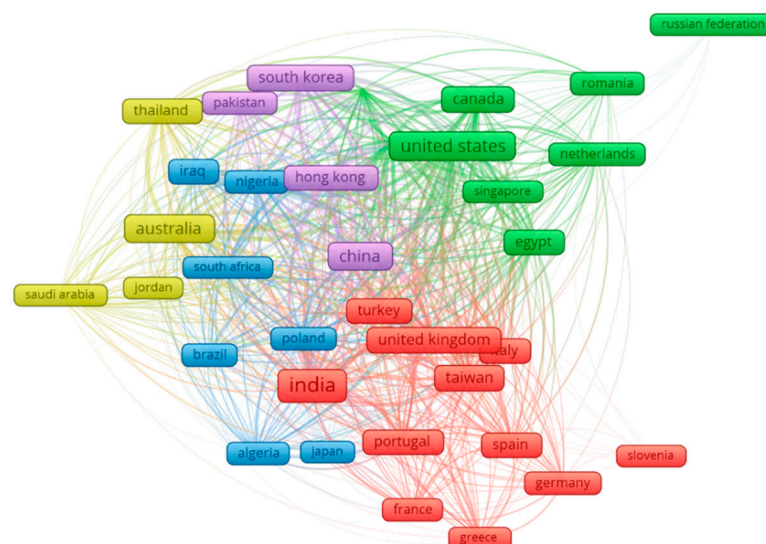 russian federation
south korea
romania
pakistan
canada
thailand
united states
netherlands
iraq
nigeria
hong kong
singapore
australia
egypt
china
south africa
jordan
saudi arabia
turkey
poland
united kingdom
italy
brazil
taiwan
india
portugal
spain
algeria
japan
slovenia
germany
france
greece